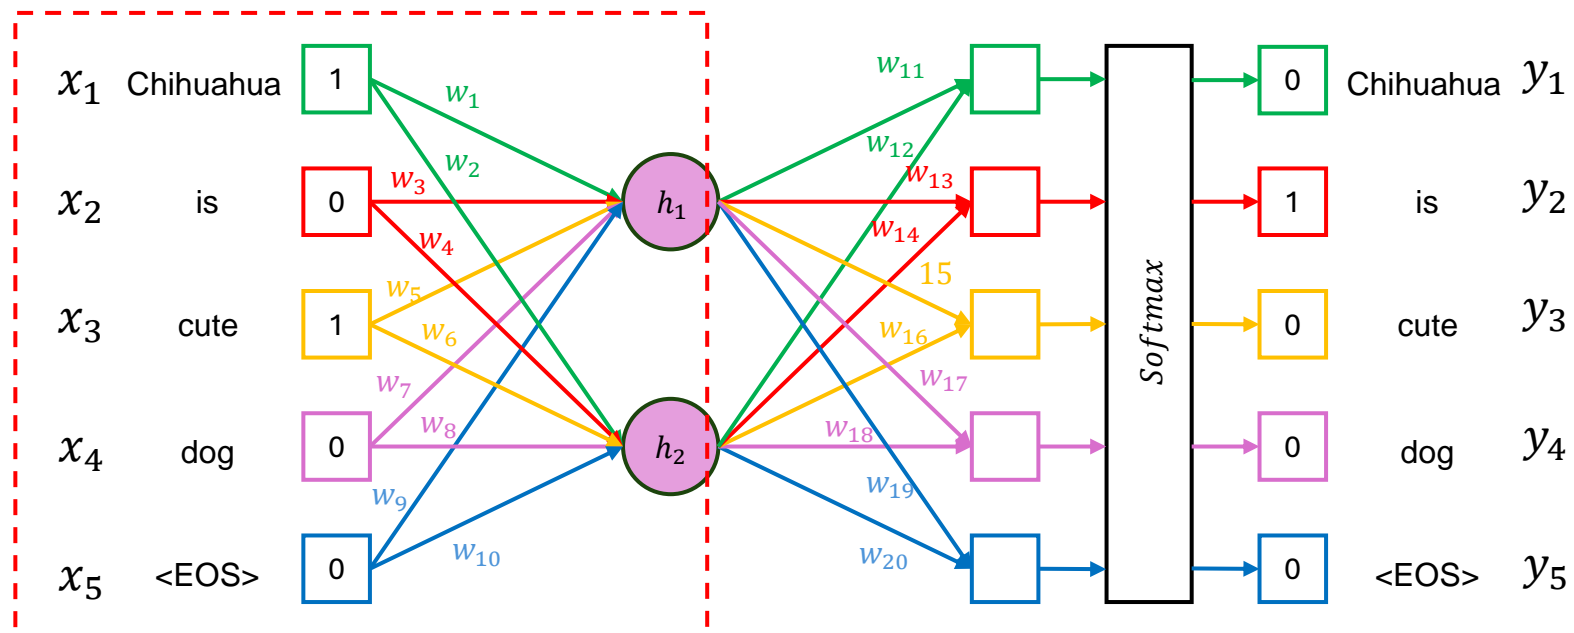 x₁ Chihuahua 1 w₁ w₁₁ 0 Chihuahua y₁
w₂ w₁₂
x₂ is 0 w₃ h₁ w₁₃ 1 is y₂
w₄ w₁₄
x₃ cute 1 w₅ 15 Softmax 0 cute y₃
w₆ w₁₆
w₇ w₁₇
x₄ dog 0 w₈ h₂ w₁₈ 0 dog y₄
w₉ w₁₉
x₅ <EOS> 0 w₁₀ w₂₀ 0 <EOS> y₅